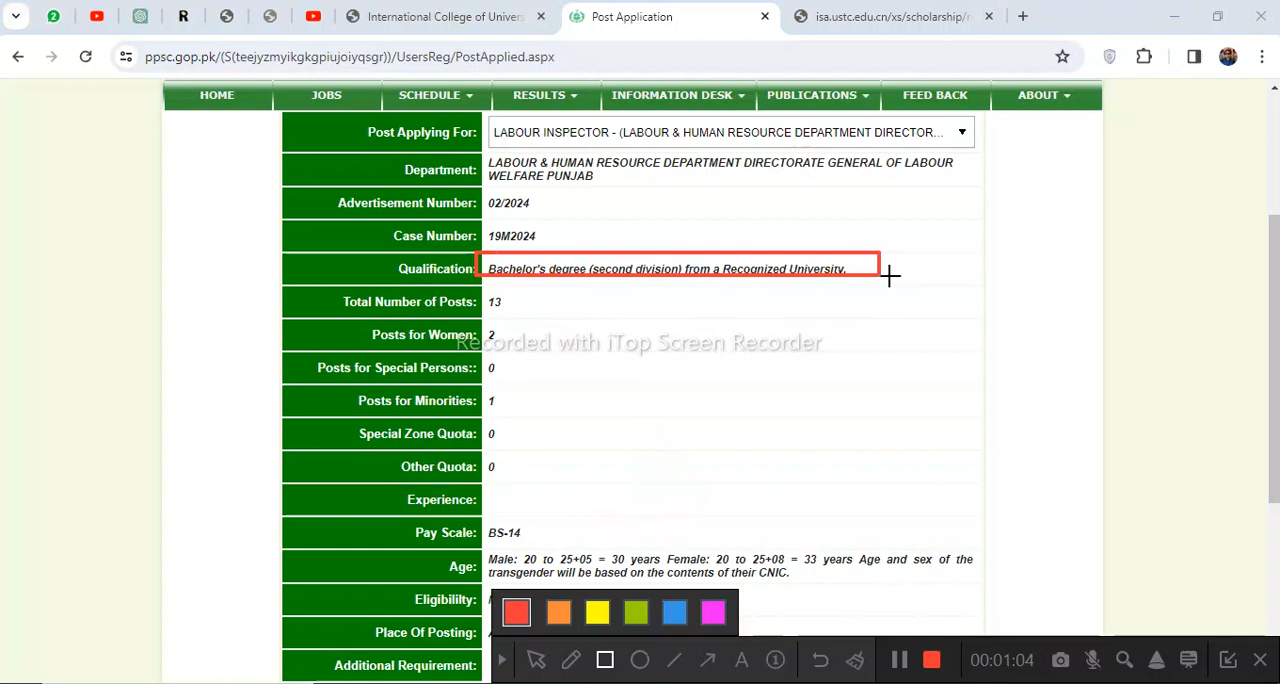 2
R
International College of Univers
Post Application
isa.ustc.edu.cn/xs/scholarship/r
ppsc.gop.pk/(S(teejyzmyikgkgpiujoiyqsgr))/UsersReg/PostApplied.aspx
HOME JOBS SCHEDULE RESULTS INFORMATION DESK PUBLICATIONS FEED BACK ABOUT
Post Applying For: LABOUR INSPECTOR - (LABOUR & HUMAN RESOURCE DEPARTMENT DIRECTOR...
Department: LABOUR & HUMAN RESOURCE DEPARTMENT DIRECTORATE GENERAL OF LABOUR
WELFARE PUNJAB
Advertisement Number: 02/2024
Case Number: 19M2024
Qualification: Bachelor's degree (second division) from a Recognized University.
Total Number of Posts: 13
Posts for Women: 2
Recorded with iTop Screen Recorder
Posts for Special Persons:: 0
Posts for Minorities: 1
Special Zone Quota: 0
Other Quota: 0
Experience:
Pay Scale: BS-14
Age: Male: 20 to 25+05 = 30 years Female: 20 to 25+08 = 33 years Age and sex of the
transgender will be based on the contents of their CNIC.
Eligibililty:
Place Of Posting:
Additional Requirement:
A 1 00:01:04